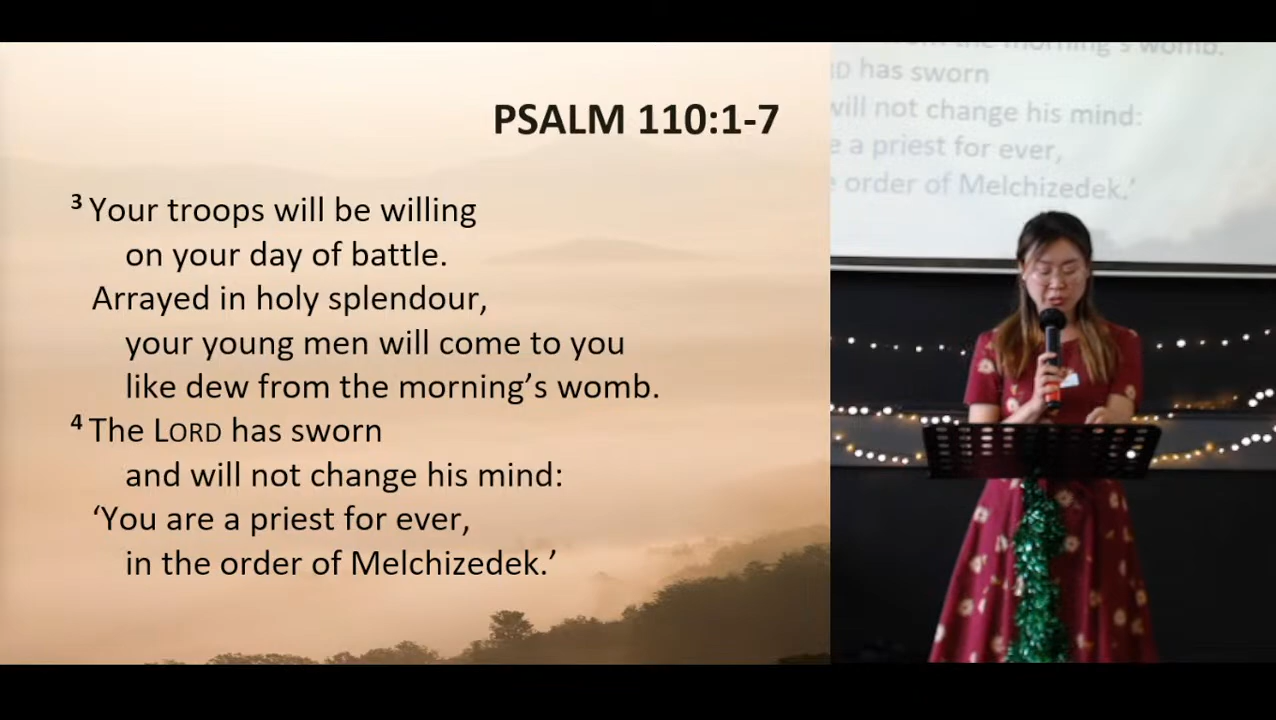 PSALM 110:1-7
³ Your troops will be willing
on your day of battle.
Arrayed in holy splendour,
your young men will come to you
like dew from the morning’s womb.
⁴ The LORD has sworn
and will not change his mind:
‘You are a priest for ever,
in the order of Melchizedek.’
the morning's womb.
has sworn
will not change his mind:
a priest for ever,
order of Melchizedek.’